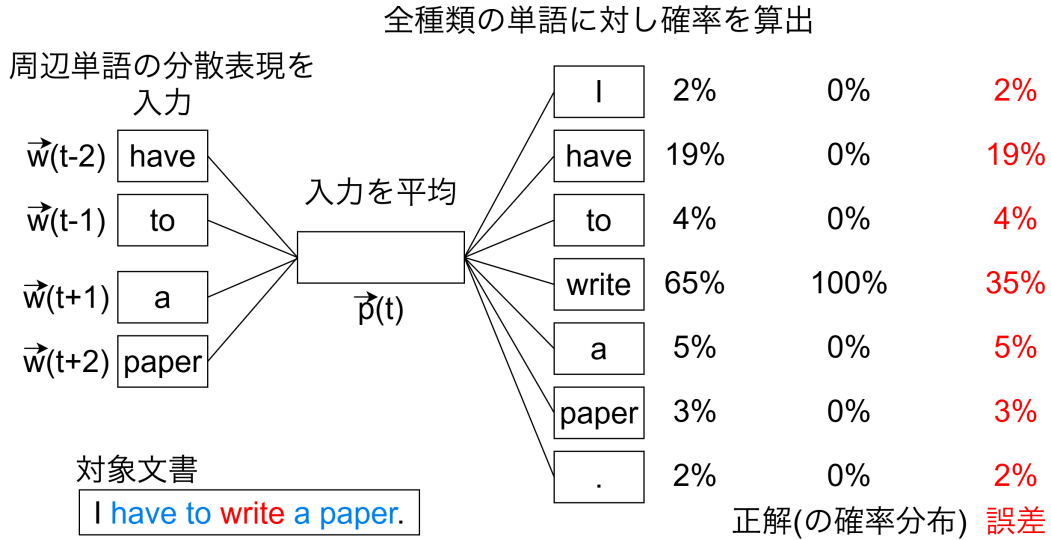 全種類の単語に対し確率を算出
周辺単語の分散表現を
入力
w(t-2) have
w(t-1) to
w(t+1) a
w(t+2) paper
入力を平均
p(t)
I 2% 0% 2%
have 19% 0% 19%
to 4% 0% 4%
write 65% 100% 35%
a 5% 0% 5%
paper 3% 0% 3%
. 2% 0% 2%
正解(の確率分布) 誤差
対象文書
I have to write a paper.